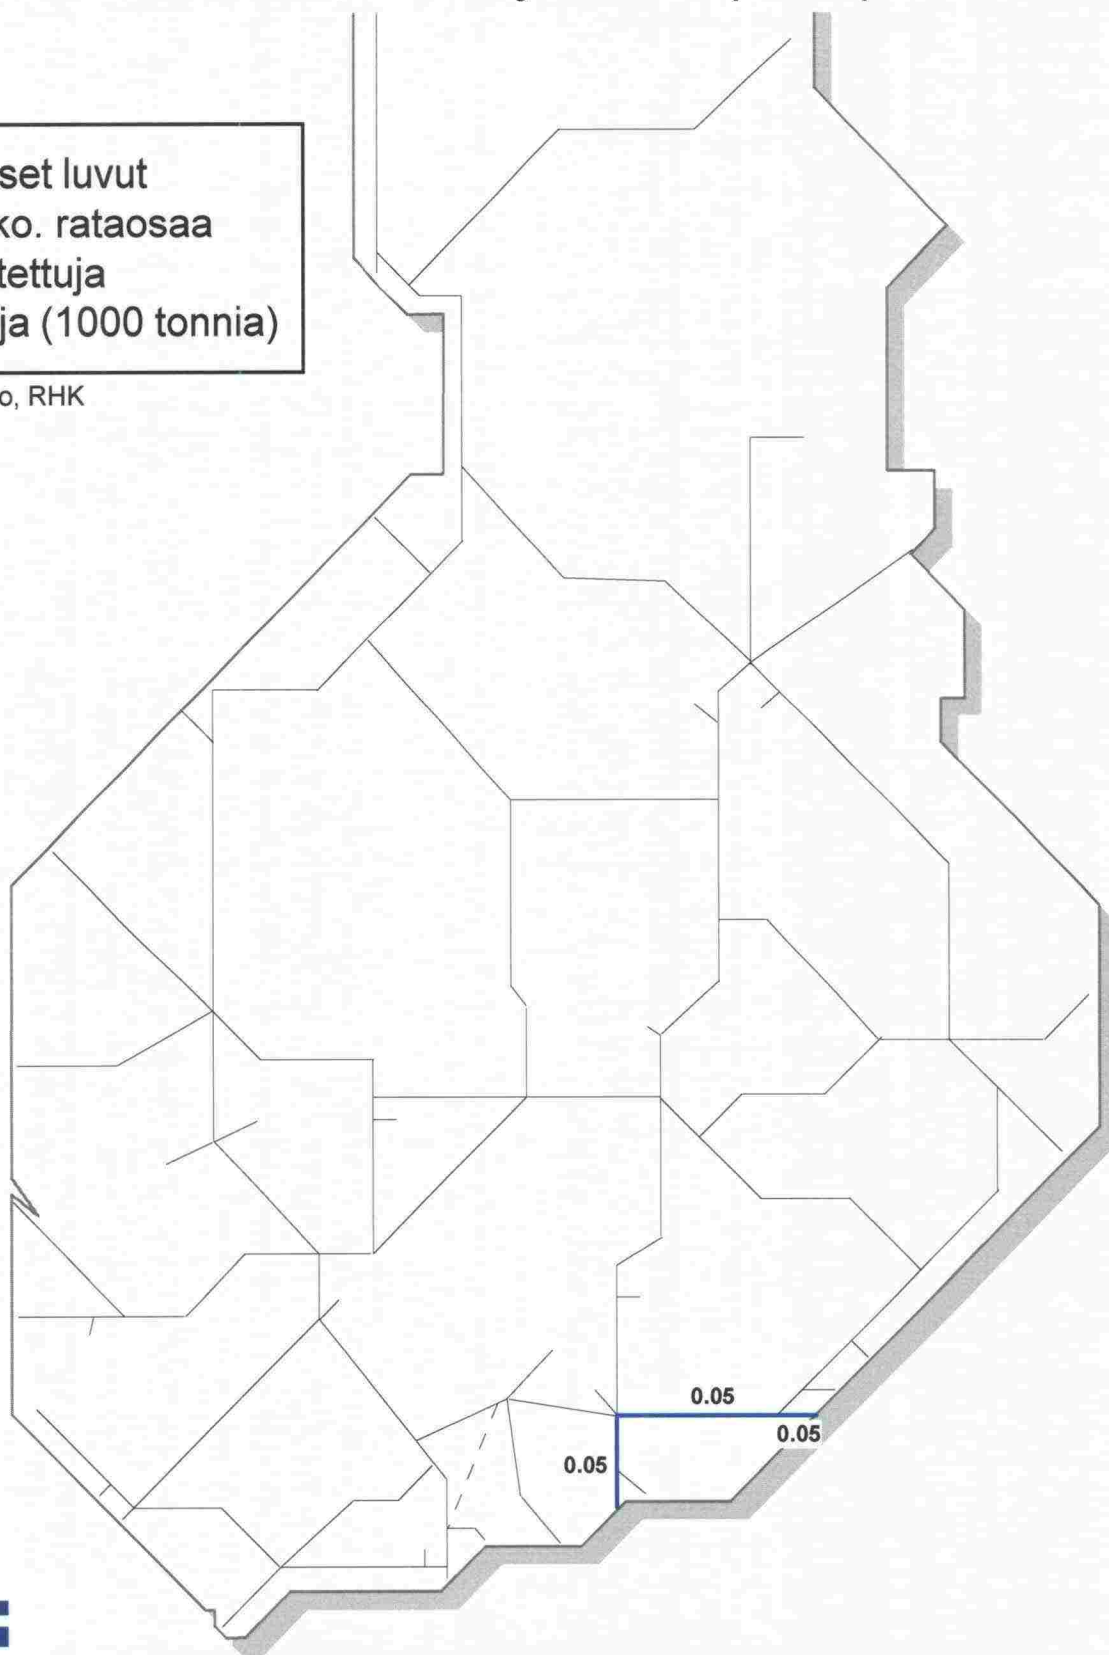 set luvut
ko. rataosaa
tettuja
ja (1000 tonnia)
o, RHK
0.05
0.05
0.05